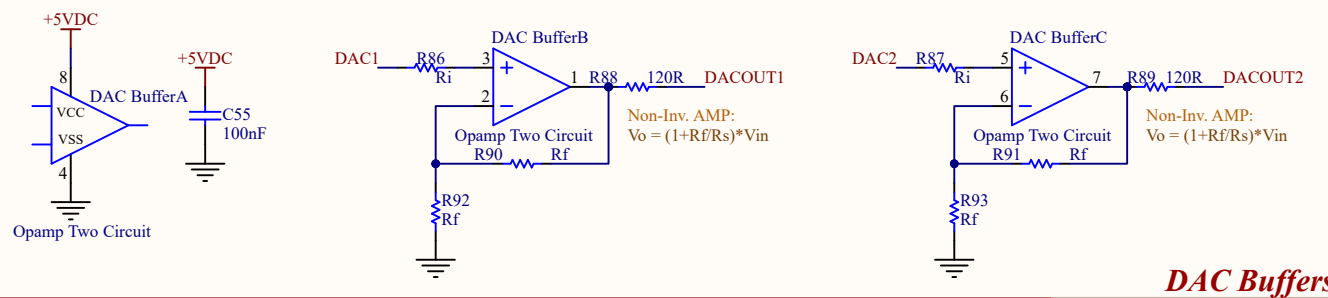 +5VDC
8
DAC BufferA
VCC
VSS
4
Opamp Two Circuit
+5VDC
C55
100nF
DAC1
R86
Ri
DAC BufferB
3
2
1
R88
120R
DACOUT1
Opamp Two Circuit
Non-Inv. AMP:
Vo = (1+Rf/Rs)*Vin
R90
Rf
R92
Rf
DAC2
R87
Ri
DAC BufferC
5
6
7
R89
120R
DACOUT2
Opamp Two Circuit
Non-Inv. AMP:
Vo = (1+Rf/Rs)*Vin
R91
Rf
R93
Rf
DAC Buffers